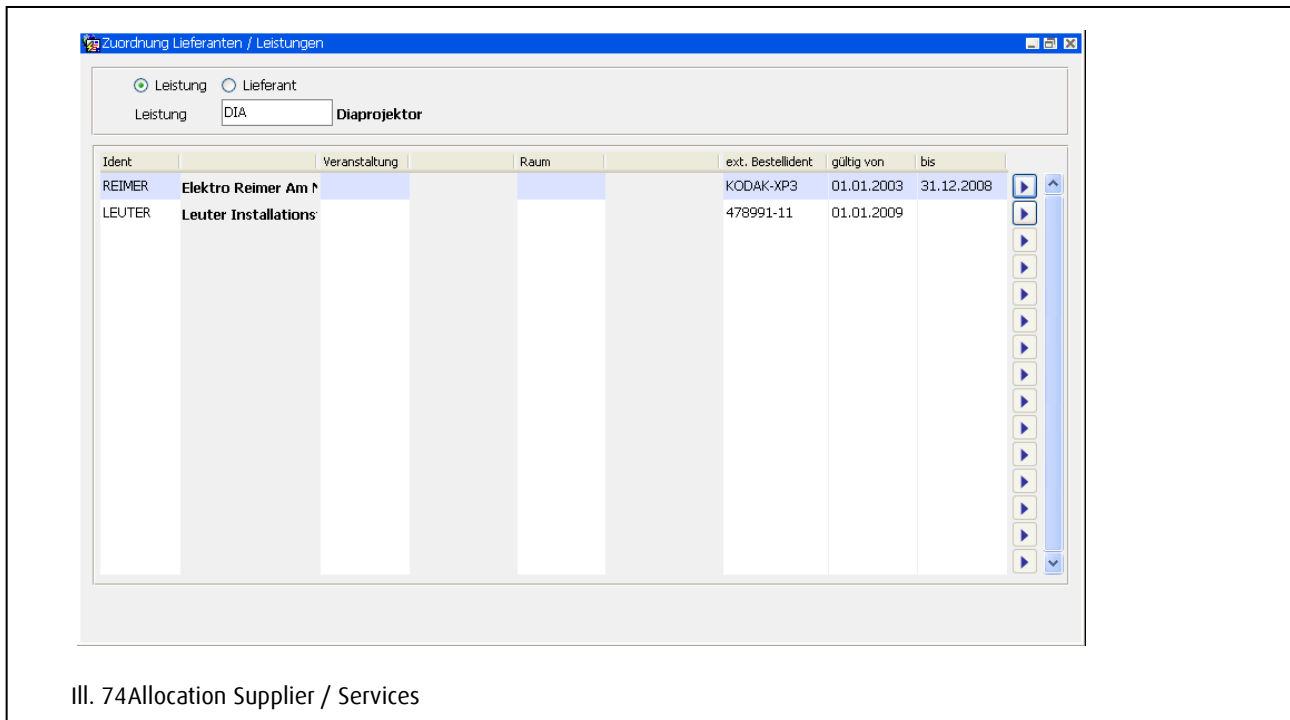 Zuordnung Lieferanten / Leistungen
Leistung Lieferant
Leistung DIA Diaprojektor
Ident Veranstaltung Raum ext. Bestellident gültig von bis
REIMER Elektro Reimer Am KODAK-XP3 01.01.2003 31.12.2008
LEUTER Leuter Installations 478991-11 01.01.2009
Ill. 74Allocation Supplier / Services